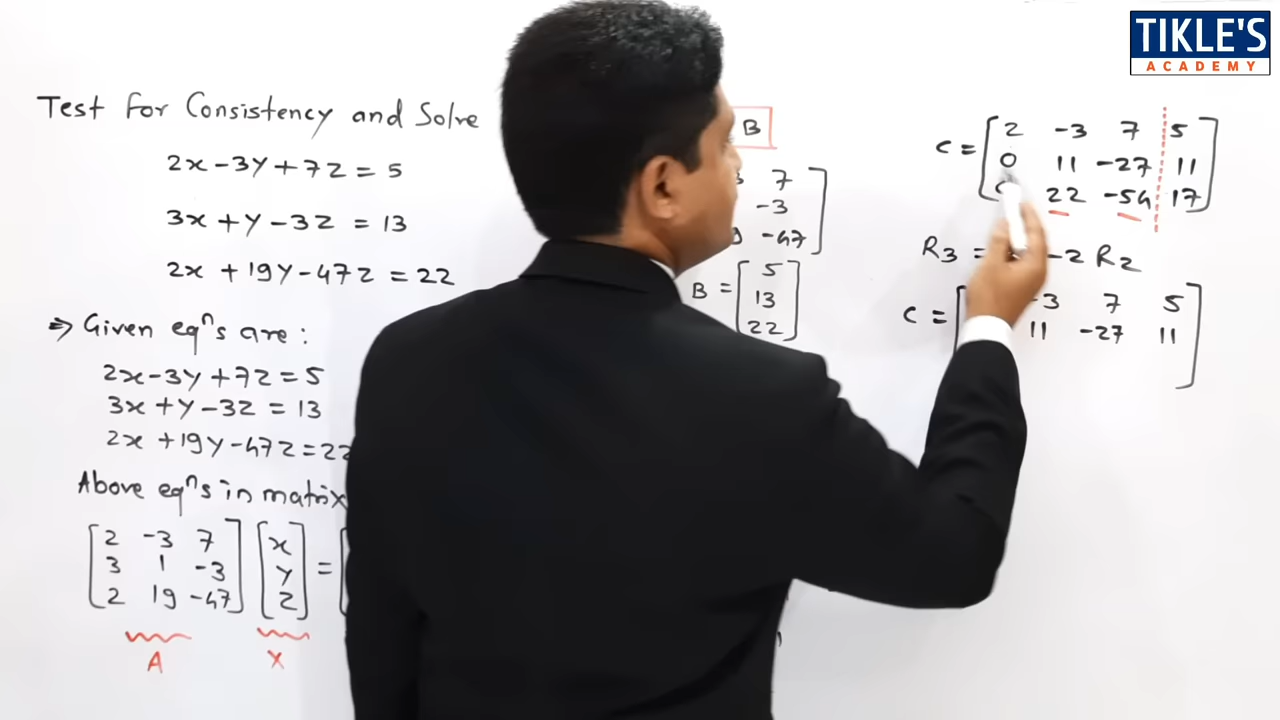 TIKLE'S
ACADEMY
Test for Consistency and Solve
2x-3y+7z=5
3x+y-3z=13
2x+19y-47z=22
⇒ Given eqⁿs are:
2x-3y+7z=5
3x+y-3z=13
2x+19y-47z=22
Above eqⁿs in matrix
[2 -3 7] [x] = [
[3 1 -3] [y]
[2 19 -47] [z]
A X
B
7]
-3
-47]
B = [5]
[13]
[22]
C = [2 -3 7 5]
[0 11 -27 11]
[22 -54 17]
R3 = -2 R2
C = [-3 7 5]
11 -27 11